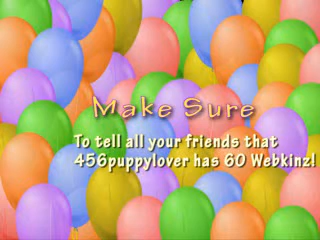 Make Sure
To tell all your friends that
456puppylover has 60 Webkinz!